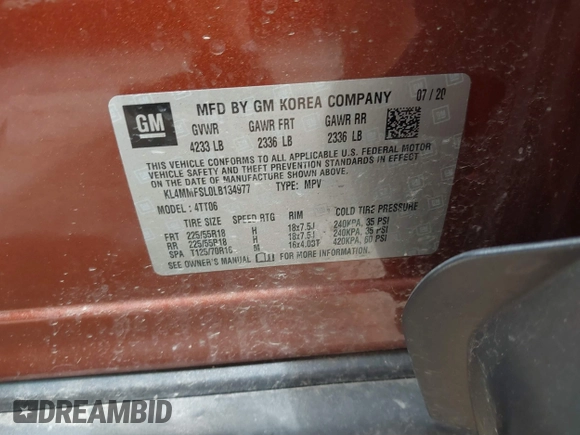 GM
MFD BY GM KOREA COMPANY 07 / 20
GVWR GAWR FRT GAWR RR
4233 LB 2336 LB 2336 LB
THIS VEHICLE CONFORMS TO ALL APPLICABLE U.S. FEDERAL MOTOR
VEHICLE SAFETY AND THEFT PREVENTION STANDARDS IN EFFECT
ON THE DATE OF MANUFACTURE SHOWN ABOVE.
KL4MMFSL0LB134977 TYPE: MPV
MODEL : 4TT06
TIRE SIZE SPEED RTG RIM COLD TIRE PRESSURE
FRT 225/55R18 H 18x7.5J 240KPA, 35 PSI
RR 225/55R18 H 18x7.5J 240KPA, 35 PSI
SPA T125/70R16 M 16x4.00T 420KPA, 60 PSI
SEE OWNER'S MANUAL FOR MORE INFORMATION.
DREAMBID